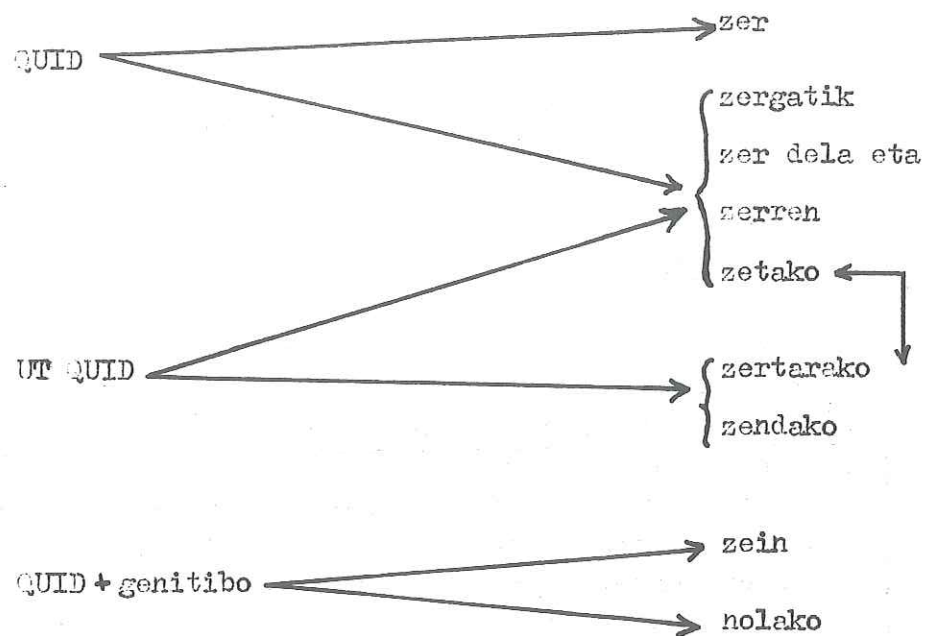 zer
QUID
zergatik
zer dela eta
zerren
zetako
UT QUID
zertarako
zendako
zein
QUID + genitibo
nolako